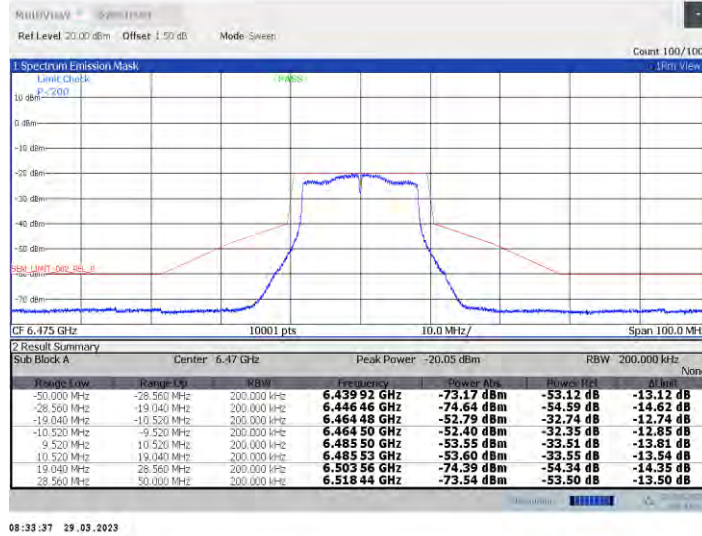 MultiView Spectrum
Ref Level 20.00 dBm Offset 1.50 dB Mode Sweep
Count 100/100
1 Spectrum Emission Mask 1Rm View
Limit Check PASS
P<200
10 dBm
0 dBm
-10 dBm
-20 dBm
-30 dBm
-40 dBm
-50 dBm
-70 dBm
CF 6.475 GHz 10001 pts 10.0 MHz/ Span 100.0 MHz
2 Result Summary
Sub Block A Center 6.47 GHz Peak Power -20.05 dBm RBW 200.000 kHz
None
Range Low Range Up RBW Frequency Power Abs Power Rel ΔLimit
-50.000 MHz -28.560 MHz 200.000 kHz 6.439 92 GHz -73.17 dBm -53.12 dB -13.12 dB
-28.560 MHz -19.040 MHz 200.000 kHz 6.446 46 GHz -74.64 dBm -54.59 dB -14.62 dB
-19.040 MHz -10.520 MHz 200.000 kHz 6.464 48 GHz -52.79 dBm -32.74 dB -12.74 dB
-10.520 MHz -9.520 MHz 200.000 kHz 6.464 50 GHz -52.40 dBm -32.35 dB -12.85 dB
9.520 MHz 10.520 MHz 200.000 kHz 6.485 50 GHz -53.55 dBm -33.51 dB -13.81 dB
10.520 MHz 19.040 MHz 200.000 kHz 6.485 53 GHz -53.60 dBm -33.55 dB -13.54 dB
19.040 MHz 28.560 MHz 200.000 kHz 6.503 56 GHz -74.39 dBm -54.34 dB -14.35 dB
28.560 MHz 50.000 MHz 200.000 kHz 6.518 44 GHz -73.54 dBm -53.50 dB -13.50 dB
08:33:37 29.03.2023